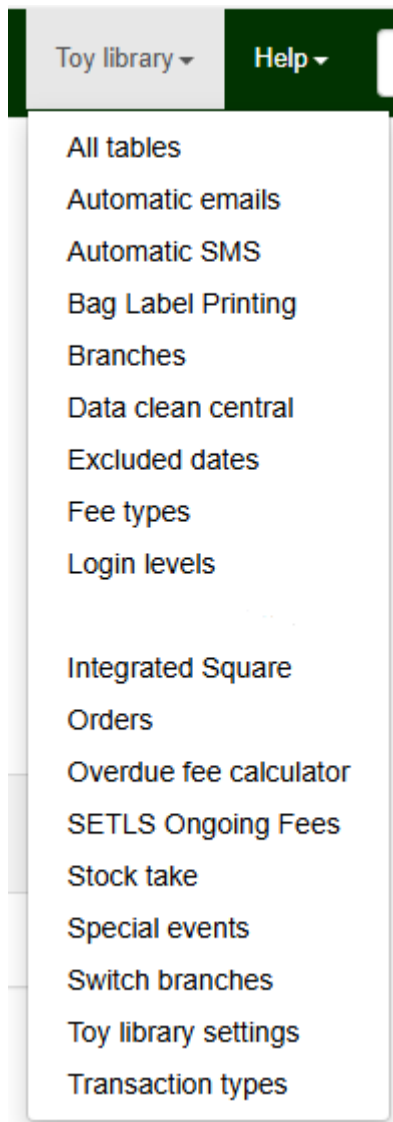 Toy library Help
All tables
Automatic emails
Automatic SMS
Bag Label Printing
Branches
Data clean central
Excluded dates
Fee types
Login levels
Integrated Square
Orders
Overdue fee calculator
SETLS Ongoing Fees
Stock take
Special events
Switch branches
Toy library settings
Transaction types